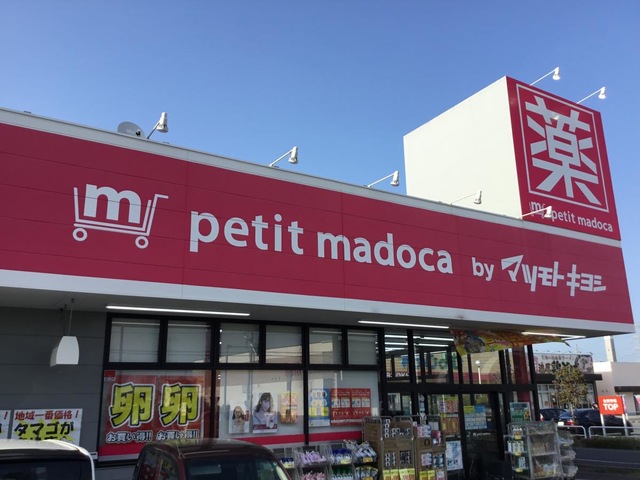 薬
m petit madoca
m petit madoca by マツモトキヨシ
卵 卵
お買い得!! お買い得!!
地域一番価格
タマゴが
TOP